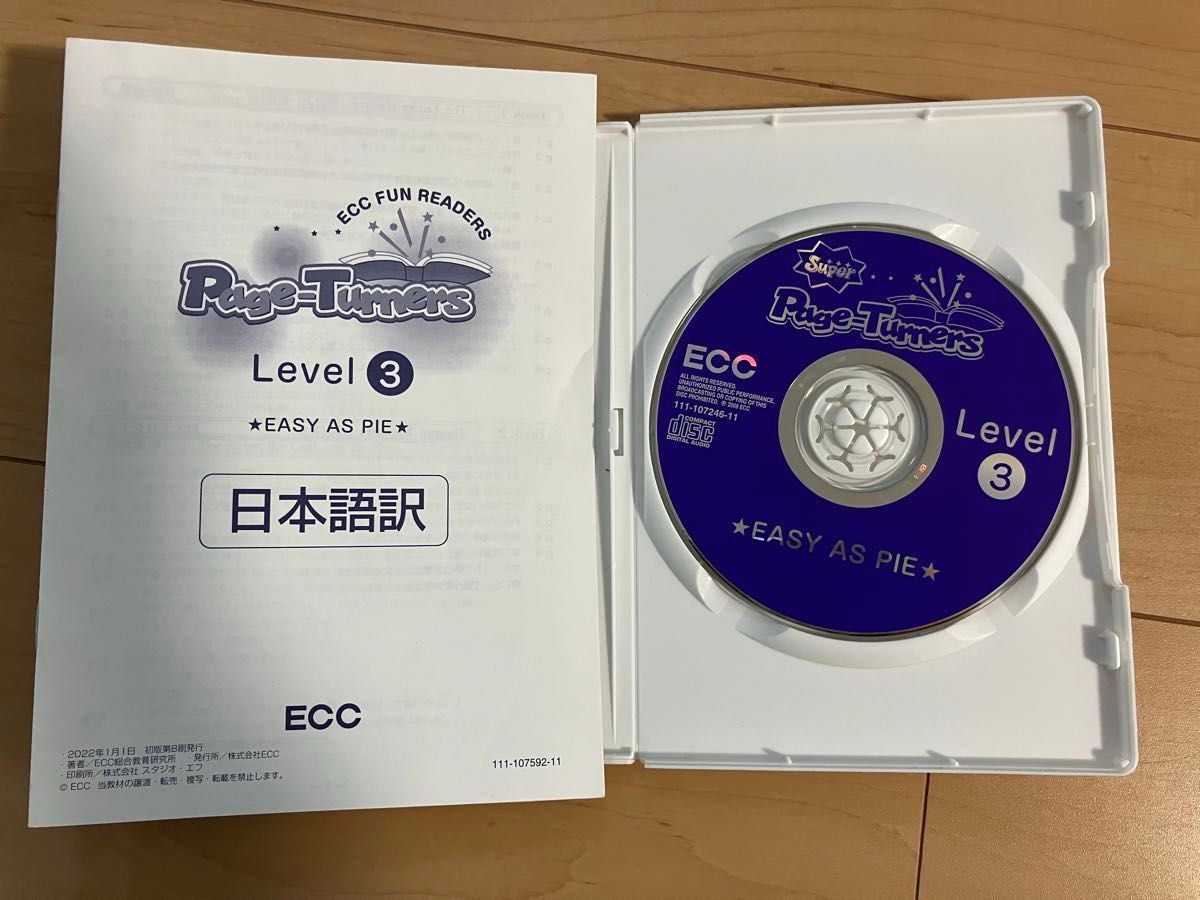 ECC FUN READERS
Page-Turners
Level 3
★EASY AS PIE★
日本語訳
ECC
・2022年1月1日 初版第8刷発行
・著者／ECC総合教育研究所 ・発行所／株式会社ECC
・印刷所／株式会社 スタジオ・エフ
© ECC 当教材の譲渡・転売・複写・転載を禁止します。
111-107592-11
Super
Page-Turners
ECC
ALL RIGHTS RESERVED.
UNAUTHORIZED PUBLIC PERFORMANCE,
BROADCASTING OR COPYING OF THIS
DISC PROHIBITED. ℗ 2008 ECC
111-107246-11
COMPACT
disc
DIGITAL AUDIO
Level
3
★EASY AS PIE★